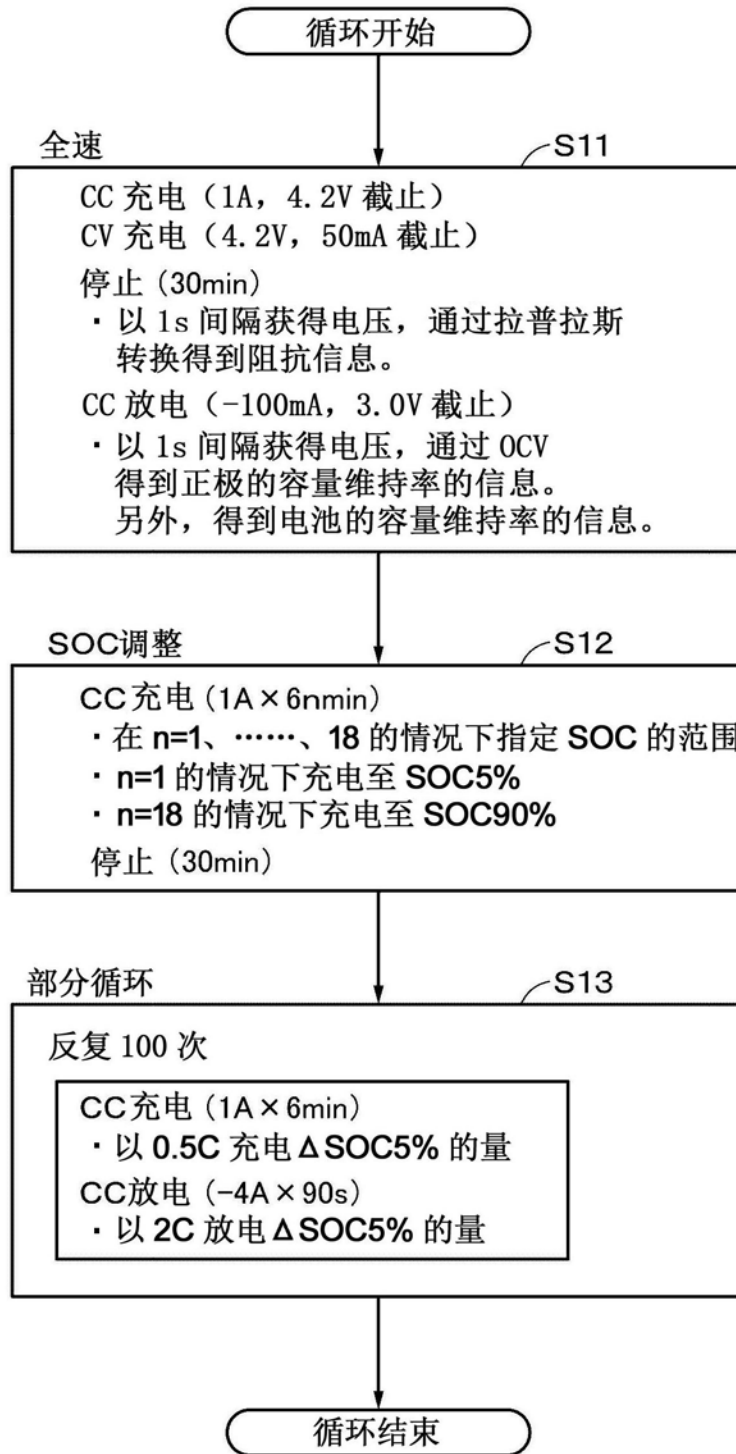 循环开始
全速
S11
CC 充电（1A，4.2V 截止）
CV 充电（4.2V，50mA 截止）
停止（30min）
·以 1s 间隔获得电压，通过拉普拉斯
转换得到阻抗信息。
CC 放电（-100mA，3.0V 截止）
·以 1s 间隔获得电压，通过 OCV
得到正极的容量维持率的信息。
另外，得到电池的容量维持率的信息。
SOC调整
S12
CC充电（1A×6nmin）
·在 n=1、……、18 的情况下指定 SOC 的范围
·n=1 的情况下充电至 SOC5%
·n=18 的情况下充电至 SOC90%
停止（30min）
部分循环
S13
反复 100 次
CC充电（1A×6min）
·以 0.5C 充电 ΔSOC5% 的量
CC放电（-4A×90s）
·以 2C 放电 ΔSOC5% 的量
循环结束